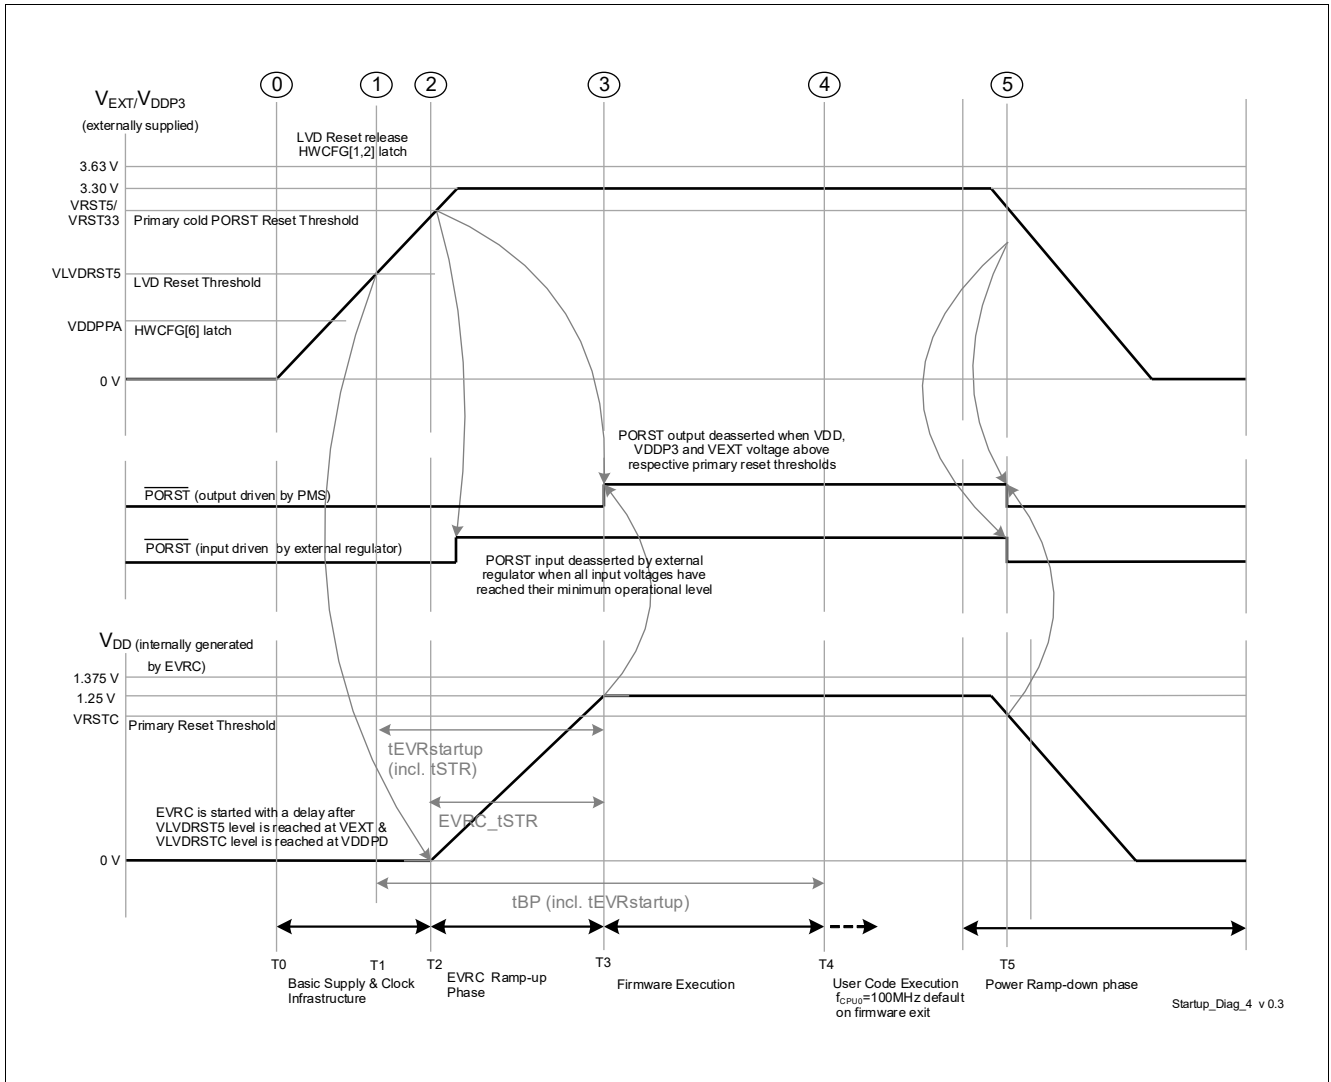 0
1
2
3
4
5
VEXT/VDDP3
(externally supplied)
LVD Reset release
HWCFG[1,2] latch
3.63 V
3.30 V
VRST5/
VRST33
Primary cold PORST Reset Threshold
VLVDRST5
LVD Reset Threshold
VDDPPA
HWCFG[6] latch
0 V
PORST output deasserted when VDD,
VDDP3 and VEXT voltage above
respective primary reset thresholds
PORST (output driven by PMS)
PORST (input driven by external regulator)
PORST input deasserted by external
regulator when all input voltages have
reached their minimum operational level
VDD (internally generated
by EVRC)
1.375 V
1.25 V
VRSTC
Primary Reset Threshold
tEVRstartup
(incl. tSTR)
EVRC_tSTR
EVRC is started with a delay after
VLVDRST5 level is reached at VEXT &
VLVDRSTC level is reached at VDDPD
0 V
tBP (incl. tEVRstartup)
T0
T1
T2
T3
T4
T5
Basic Supply & Clock
Infrastructure
EVRC Ramp-up
Phase
Firmware Execution
User Code Execution
fCPU0=100MHz default
on firmware exit
Power Ramp-down phase
Startup_Diag_4 v 0.3